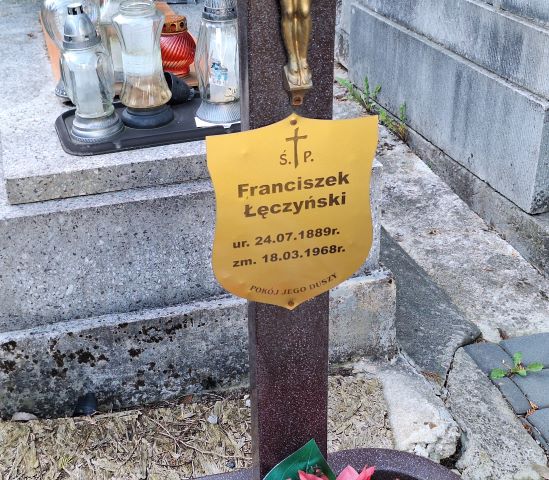 Ś.P.
Franciszek
Łęczyński
ur. 24.07.1889r.
zm. 18.03.1968r.
POKÓJ JEGO DUSZY